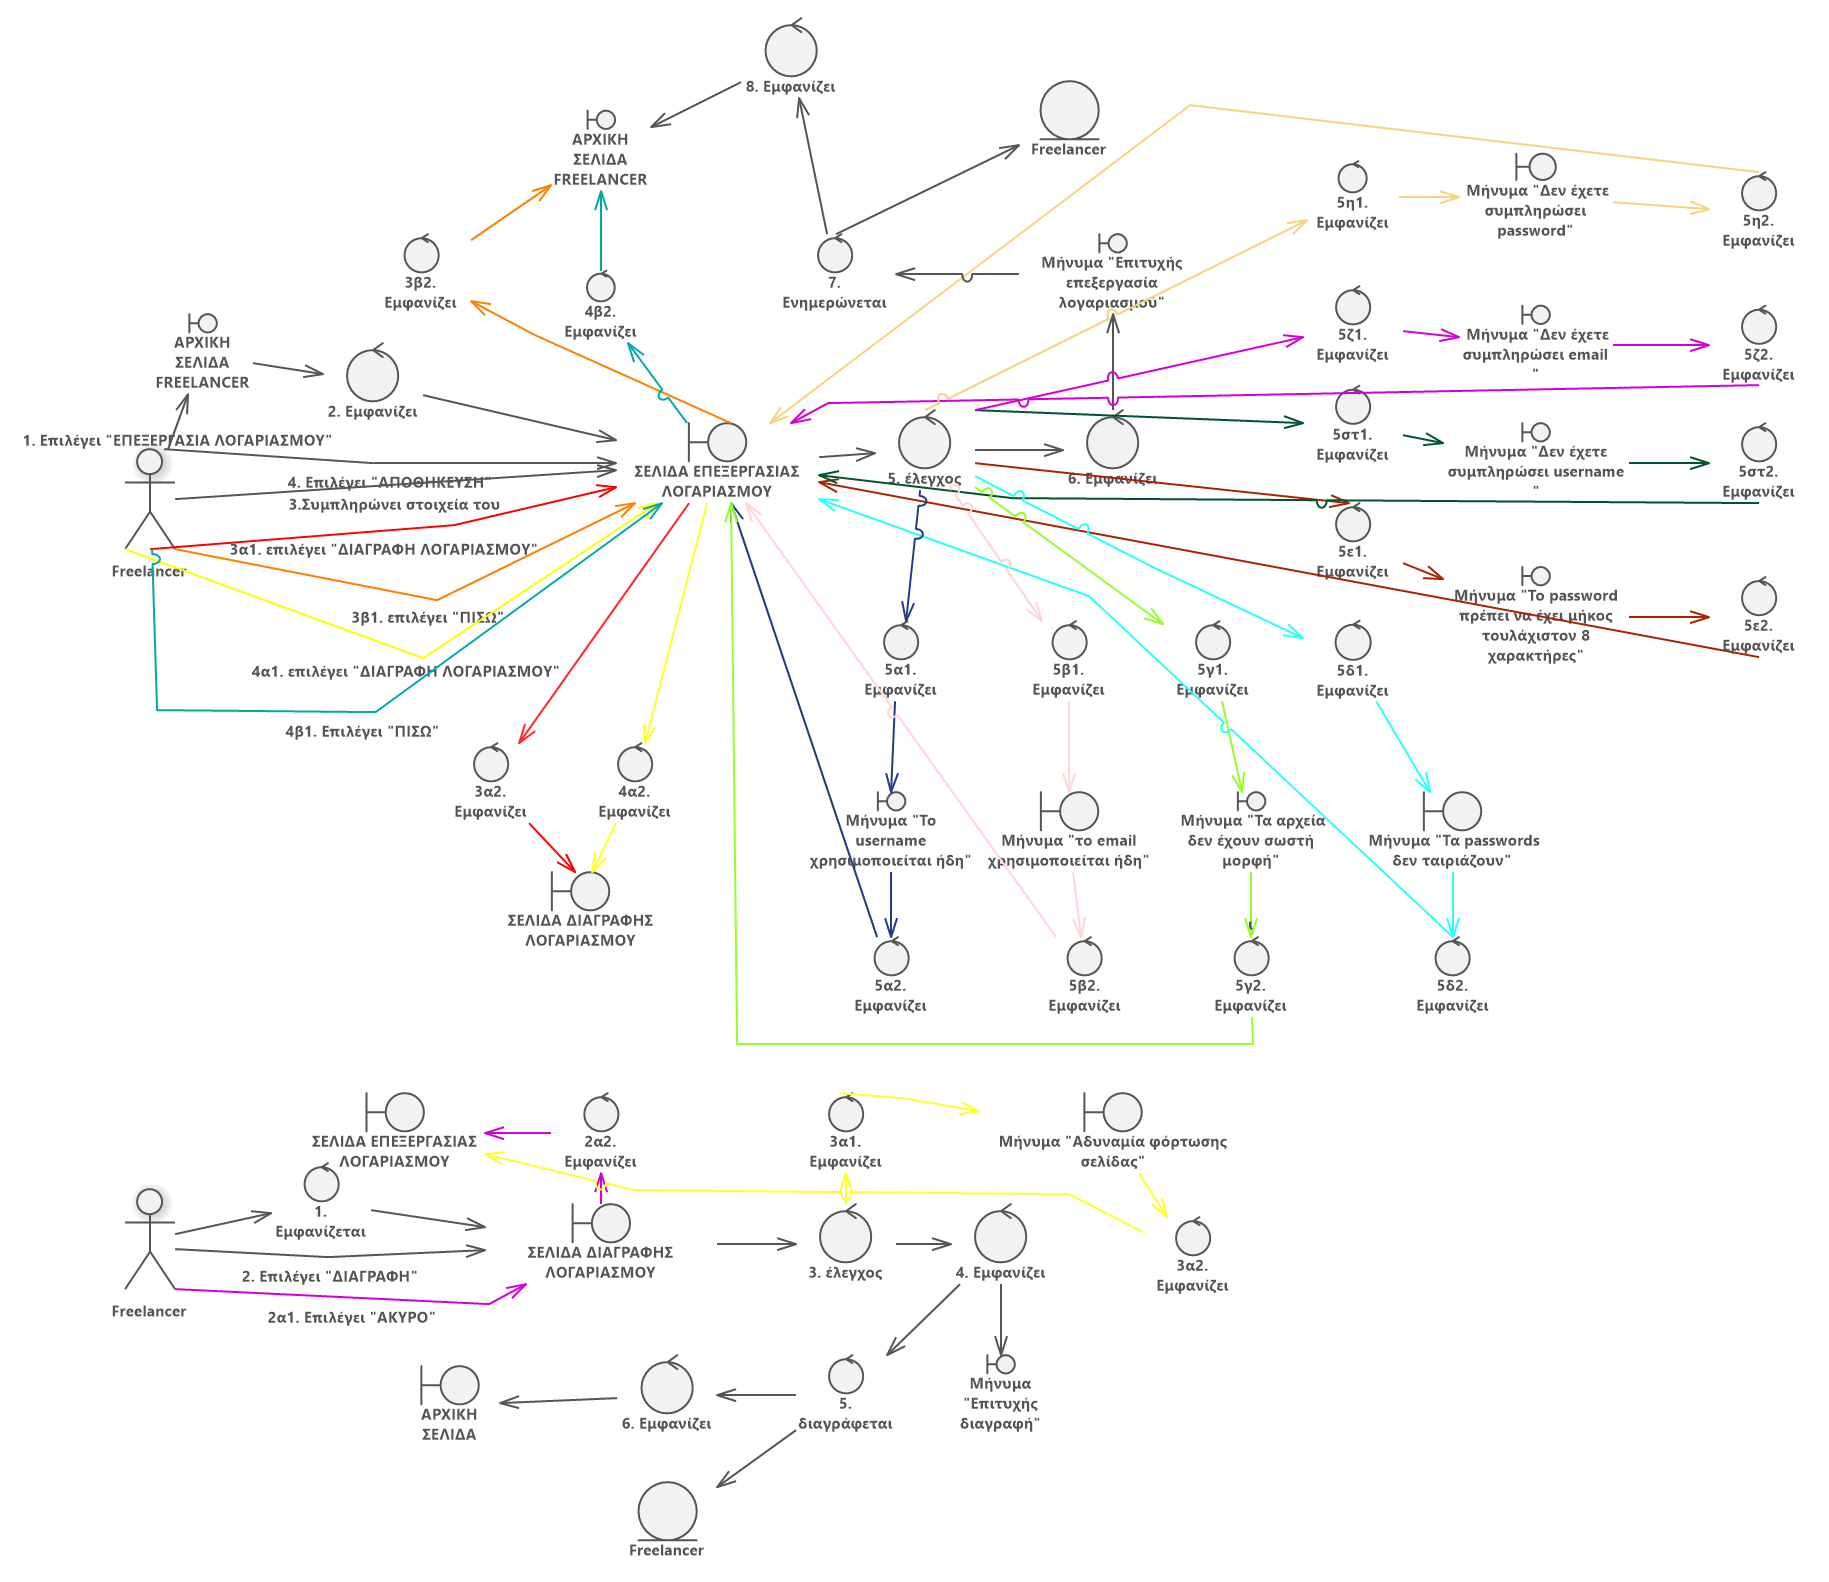 8. Εμφανίζει
ΑΡΧΙΚΗ
ΣΕΛΙΔΑ
FREELANCER
Freelancer
5η1.
Εμφανίζει
Μήνυμα "Δεν έχετε
συμπληρώσει
password"
5η2.
Εμφανίζει
3β2.
Εμφανίζει
4β2.
Εμφανίζει
7.
Ενημερώνεται
Μήνυμα "Επιτυχής
επεξεργασία
λογαριασμού"
ΑΡΧΙΚΗ
ΣΕΛΙΔΑ
FREELANCER
2. Εμφανίζει
5ζ1.
Εμφανίζει
Μήνυμα "Δεν έχετε
συμπληρώσει email
"
5ζ2.
Εμφανίζει
1. Επιλέγει "ΕΠΕΞΕΡΓΑΣΙΑ ΛΟΓΑΡΙΑΣΜΟΥ"
4. Επιλέγει "ΑΠΟΘΗΚΕΥΣΗ"
3.Συμπληρώνει στοιχεία του
ΣΕΛΙΔΑ ΕΠΕΞΕΡΓΑΣΙΑΣ
ΛΟΓΑΡΙΑΣΜΟΥ
5. έλεγχος
6. Εμφανίζει
5στ1.
Εμφανίζει
Μήνυμα "Δεν έχετε
συμπληρώσει username
"
5στ2.
Εμφανίζει
3α1. επιλέγει "ΔΙΑΓΡΑΦΗ ΛΟΓΑΡΙΑΣΜΟΥ"
Freelancer
3β1. επιλέγει "ΠΙΣΩ"
4α1. επιλέγει "ΔΙΑΓΡΑΦΗ ΛΟΓΑΡΙΑΣΜΟΥ"
4β1. Επιλέγει "ΠΙΣΩ"
5ε1.
Εμφανίζει
Μήνυμα "Το password
πρέπει να έχει μήκος
τουλάχιστον 8
χαρακτήρες"
5ε2.
Εμφανίζει
5α1.
Εμφανίζει
5β1.
Εμφανίζει
5γ1.
Εμφανίζει
5δ1.
Εμφανίζει
3α2.
Εμφανίζει
4α2.
Εμφανίζει
Μήνυμα "Το
username
χρησιμοποιείται ήδη"
Μήνυμα "το email
χρησιμοποιείται ήδη"
Μήνυμα "Τα αρχεία
δεν έχουν σωστή
μορφή"
Μήνυμα "Τα passwords
δεν ταιριάζουν"
ΣΕΛΙΔΑ ΔΙΑΓΡΑΦΗΣ
ΛΟΓΑΡΙΑΣΜΟΥ
5α2.
Εμφανίζει
5β2.
Εμφανίζει
5γ2.
Εμφανίζει
5δ2.
Εμφανίζει
ΣΕΛΙΔΑ ΕΠΕΞΕΡΓΑΣΙΑΣ
ΛΟΓΑΡΙΑΣΜΟΥ
2α2.
Εμφανίζει
3α1.
Εμφανίζει
Μήνυμα "Αδυναμία φόρτωσης
σελίδας"
1.
Εμφανίζεται
ΣΕΛΙΔΑ ΔΙΑΓΡΑΦΗΣ
ΛΟΓΑΡΙΑΣΜΟΥ
3. έλεγχος
4. Εμφανίζει
3α2.
Εμφανίζει
2. Επιλέγει "ΔΙΑΓΡΑΦΗ"
Freelancer
2α1. Επιλέγει "ΑΚΥΡΟ"
ΑΡΧΙΚΗ
ΣΕΛΙΔΑ
6. Εμφανίζει
5.
διαγράφεται
Μήνυμα
"Επιτυχής
διαγραφή"
Freelancer